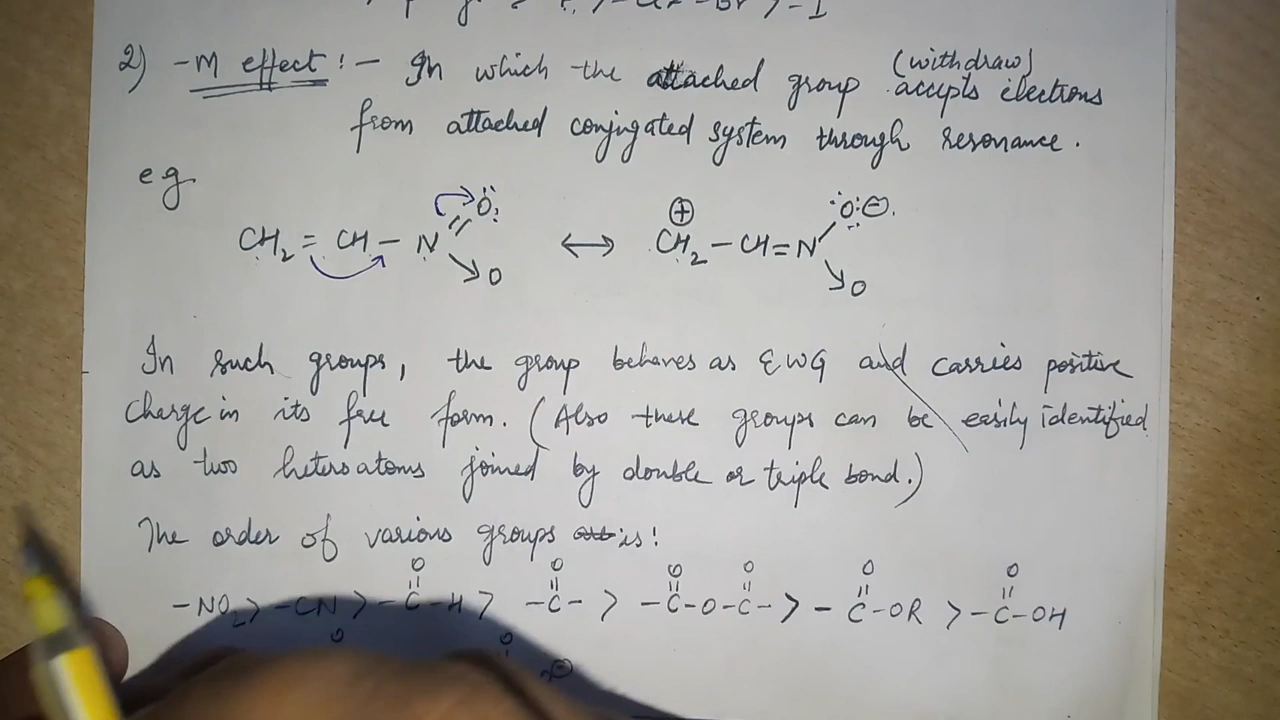 2) -M effect :- In which the attached group (withdraw) accepts electrons
from attached conjugated system through resonance.
eg
CH2 = CH - N = O → O ⟷ ⊕ CH2 - CH = N - O ⊖ → O
In such groups, the group behaves as EWG and carries positive
charge in its free form. (Also these groups can be easily identified
as two heteroatoms joined by double or triple bond.)
The order of various groups is :
-NO2 > -CN > -C(=O)-H > -C(=O)- > -C(=O)-O-C(=O)- > -C(=O)-OR > -C(=O)-OH